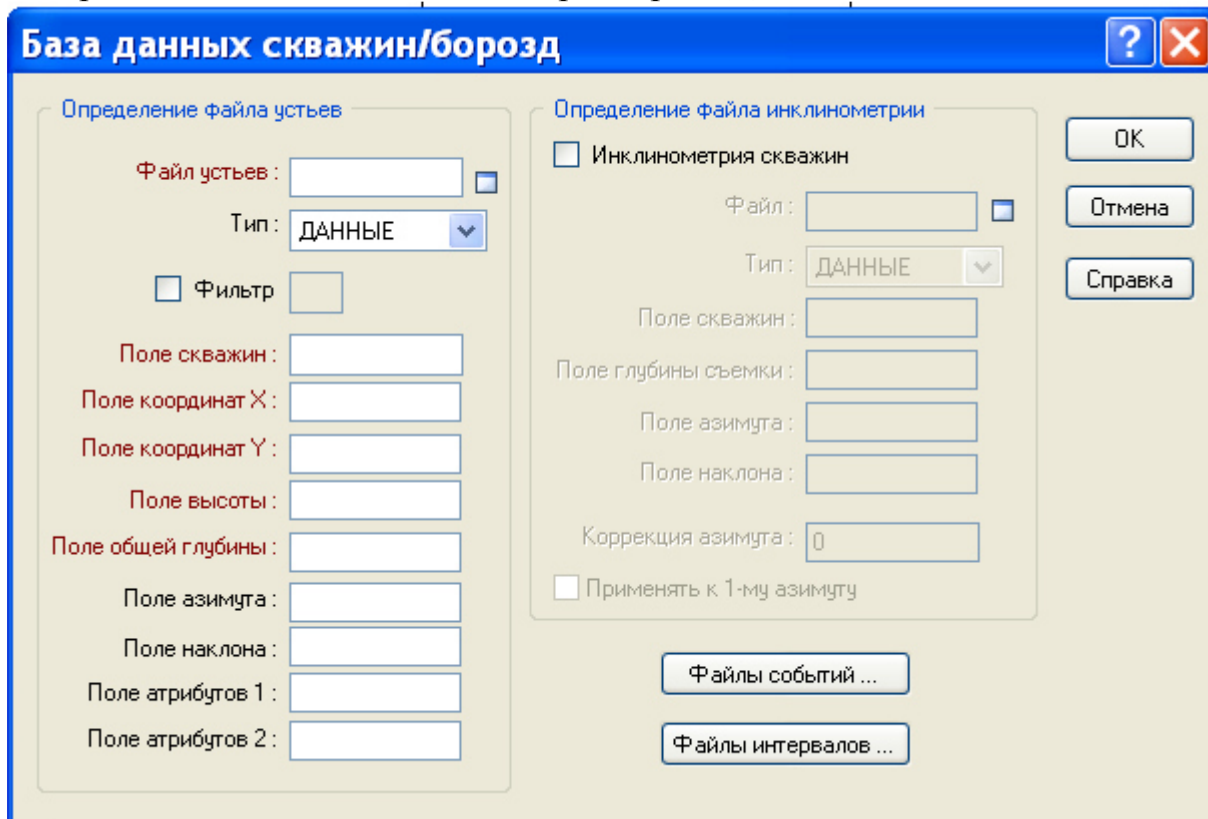 База данных скважин/борозд
Определение файла устьев
Файл устьев :
Тип :
ДАННЫЕ
Фильтр
Поле скважин :
Поле координат X :
Поле координат Y :
Поле высоты :
Поле общей глубины :
Поле азимута :
Поле наклона :
Поле атрибутов 1 :
Поле атрибутов 2 :
Определение файла инклинометрии
Инклинометрия скважин
Файл :
Тип :
ДАННЫЕ
Поле скважин :
Поле глубины съемки :
Поле азимута :
Поле наклона :
Коррекция азимута :
0
Применять к 1-му азимуту
Файлы событий ...
Файлы интервалов ...
ОК
Отмена
Справка